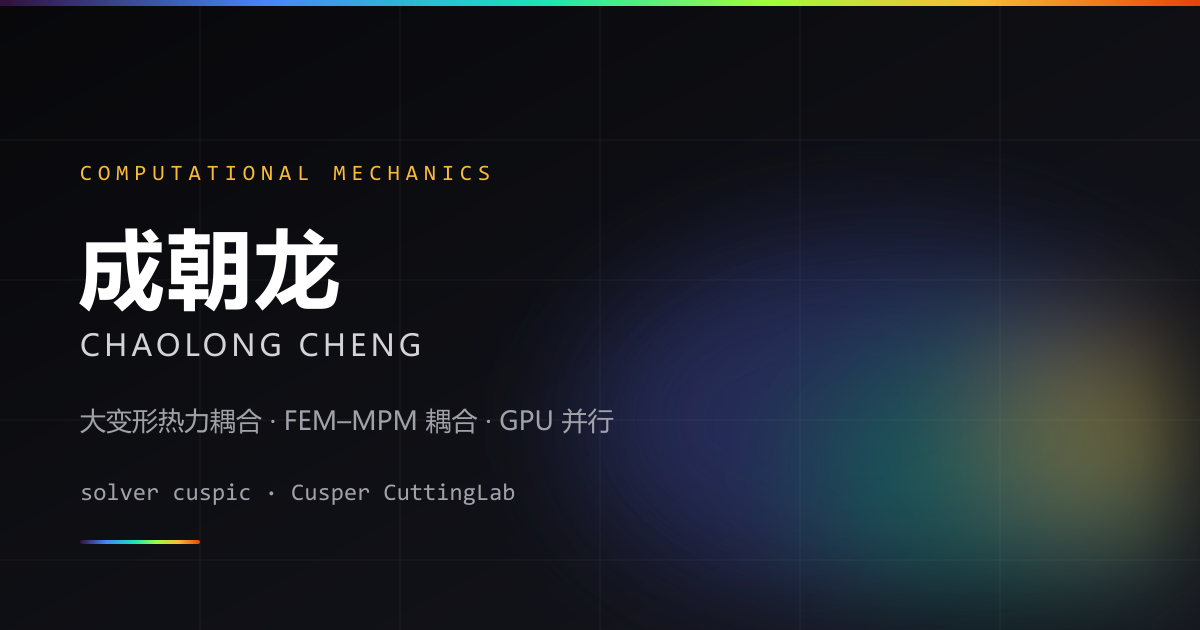 COMPUTATIONAL MECHANICS
成朝龙
CHAOLONG CHENG
大变形热力耦合 · FEM–MPM 耦合 · GPU 并行
solver cuspic · Cusper CuttingLab